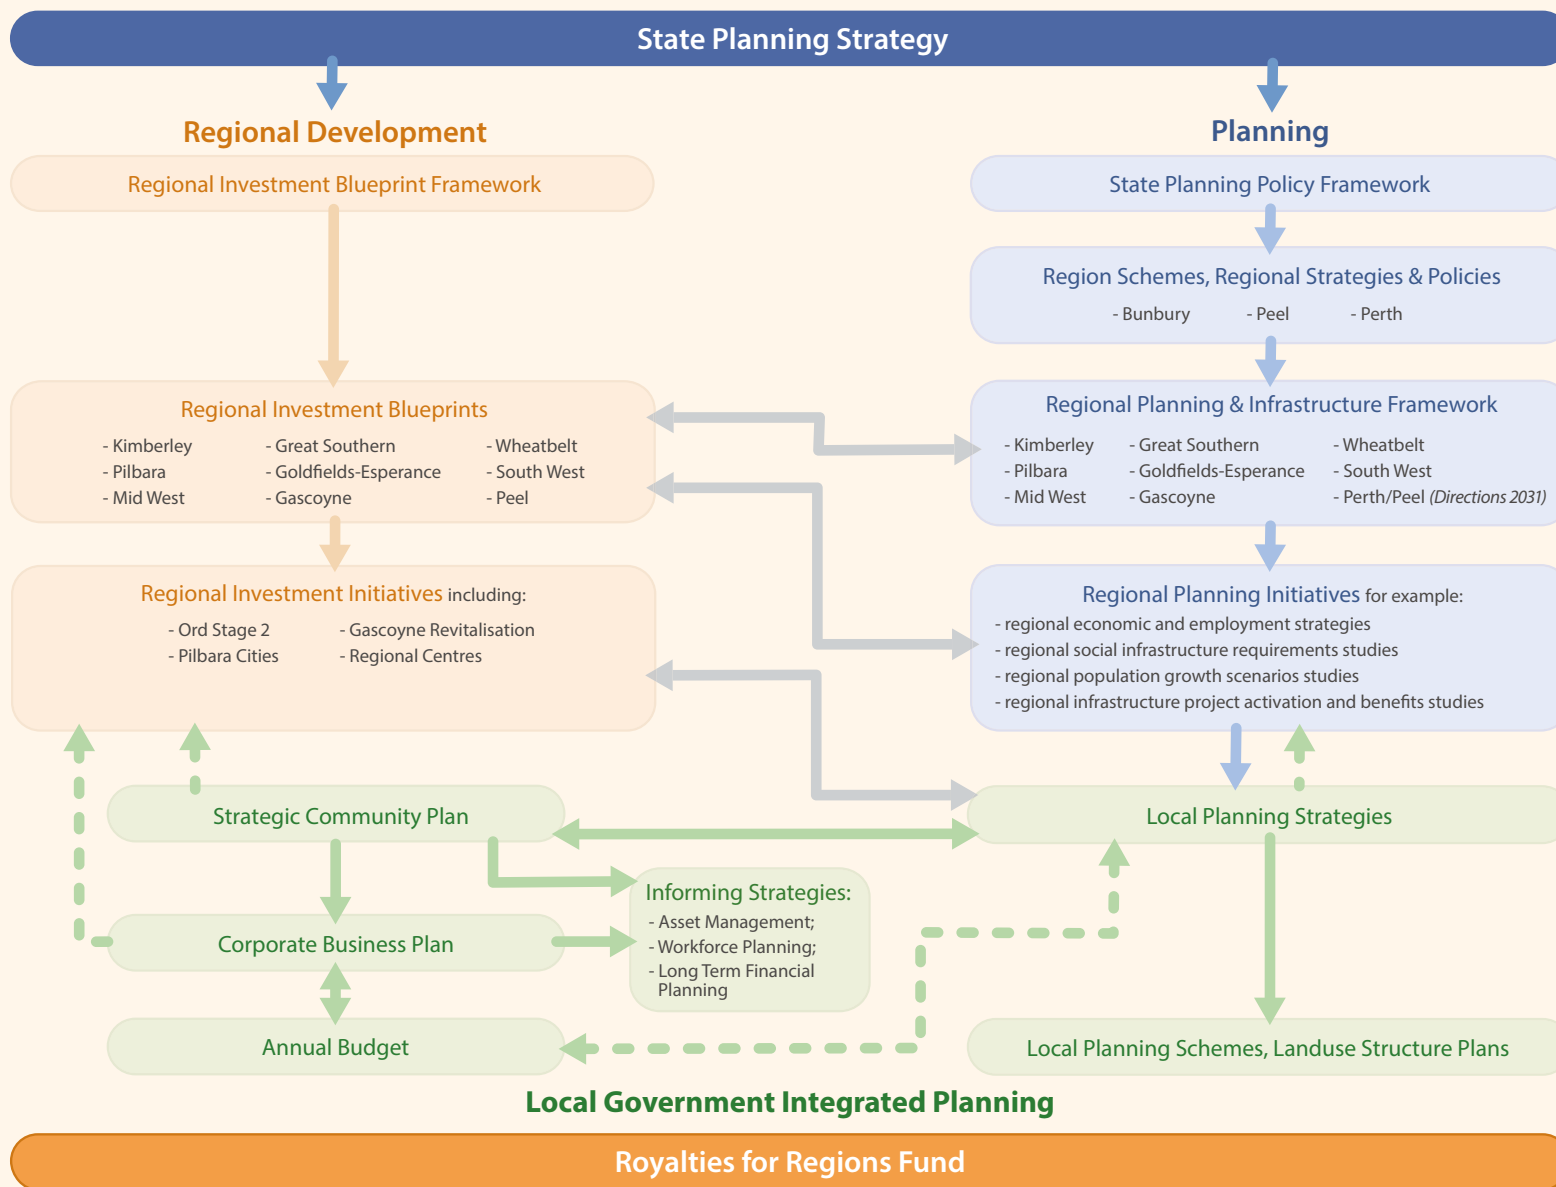 State Planning Strategy
Regional Development
Regional Investment Blueprint Framework
Regional Investment Blueprints
- Kimberley
- Pilbara
- Mid West
- Great Southern
- Goldfields-Esperance
- Gascoyne
- Wheatbelt
- South West
- Peel
Regional Investment Initiatives including:
- Ord Stage 2
- Pilbara Cities
- Gascoyne Revitalisation
- Regional Centres
Planning
State Planning Policy Framework
Region Schemes, Regional Strategies & Policies
- Bunbury - Peel - Perth
Regional Planning & Infrastructure Framework
- Kimberley
- Pilbara
- Mid West
- Great Southern
- Goldfields-Esperance
- Gascoyne
- Wheatbelt
- South West
- Perth/Peel (Directions 2031)
Regional Planning Initiatives for example:
- regional economic and employment strategies
- regional social infrastructure requirements studies
- regional population growth scenarios studies
- regional infrastructure project activation and benefits studies
Strategic Community Plan
Corporate Business Plan
Annual Budget
Informing Strategies:
- Asset Management;
- Workforce Planning;
- Long Term Financial
Planning
Local Planning Strategies
Local Planning Schemes, Landuse Structure Plans
Local Government Integrated Planning
Royalties for Regions Fund